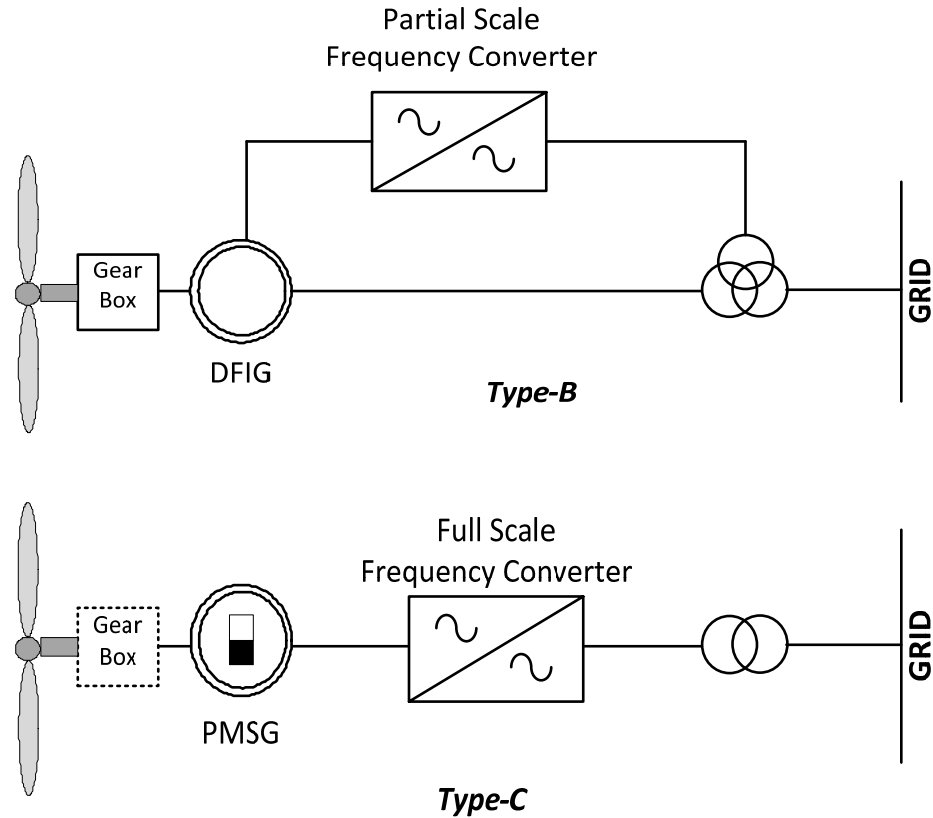 Partial Scale
Frequency Converter
Gear
Box
DFIG
GRID
Type-B
Full Scale
Frequency Converter
Gear
Box
PMSG
GRID
Type-C